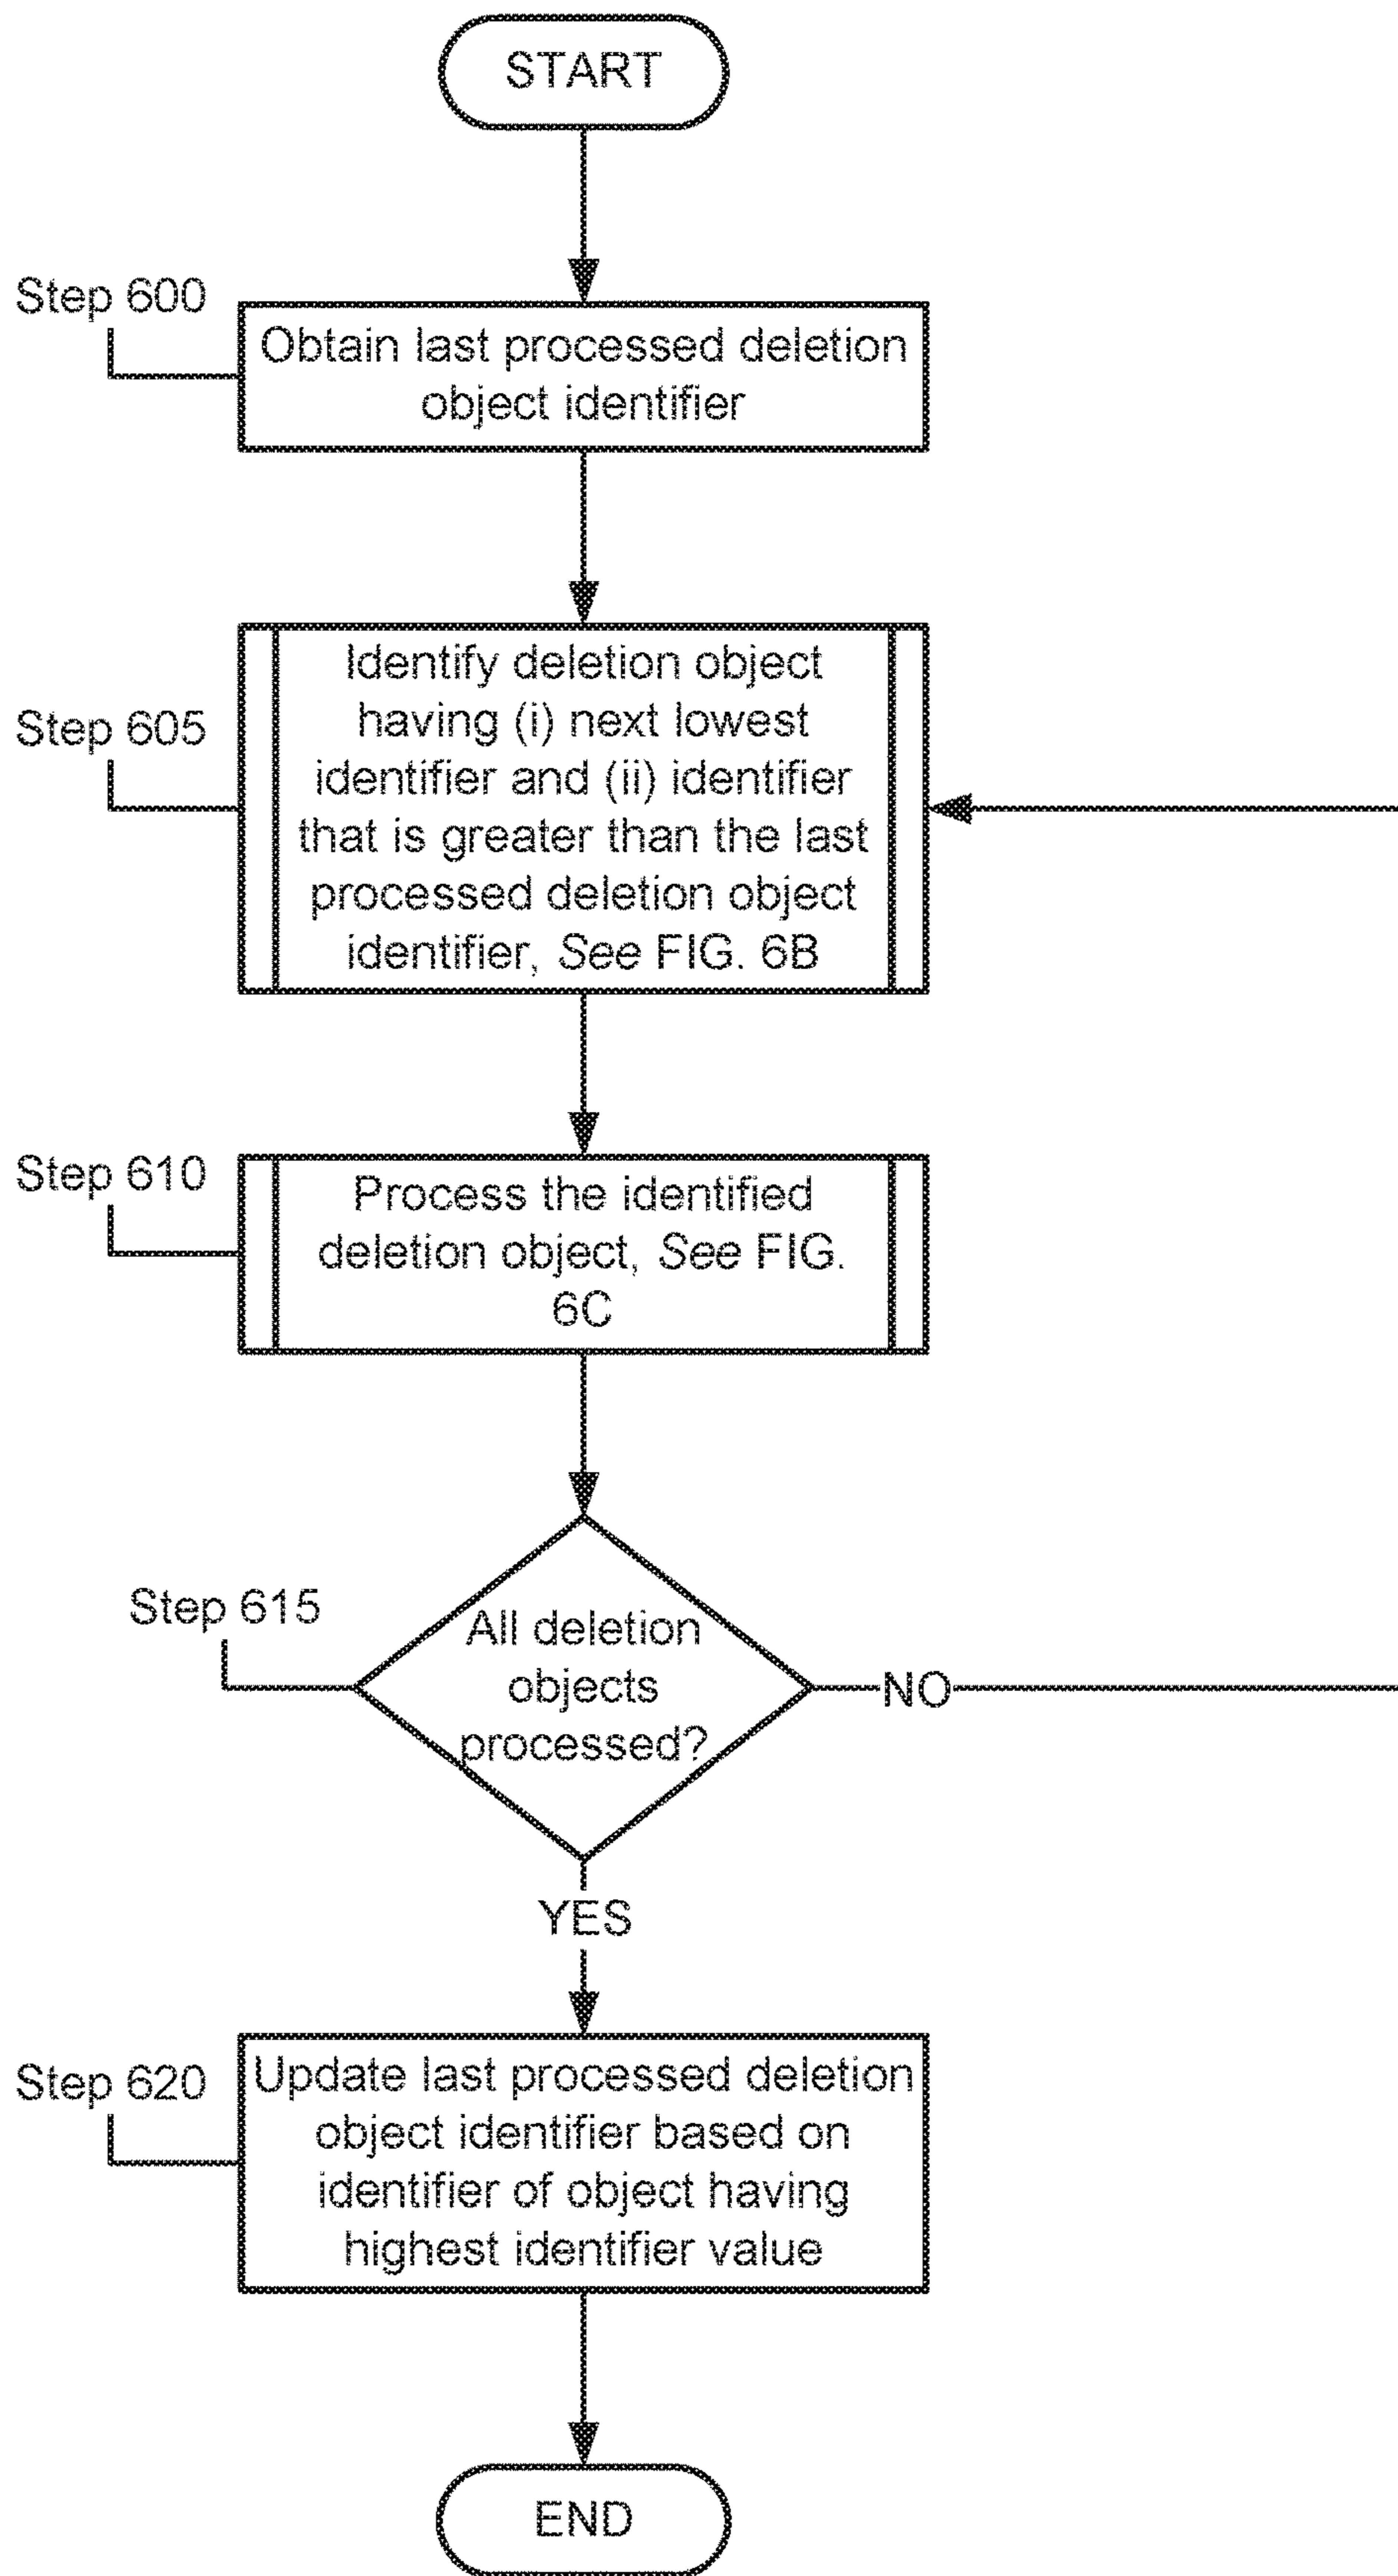 START
Step 600
Obtain last processed deletion
object identifier
Step 605
Identify deletion object
having (i) next lowest
identifier and (ii) identifier
that is greater than the last
processed deletion object
identifier, See FIG. 6B
Step 610
Process the identified
deletion object, See FIG.
6C
Step 615
All deletion
objects
processed?
NO
YES
Step 620
Update last processed deletion
object identifier based on
identifier of object having
highest identifier value
END